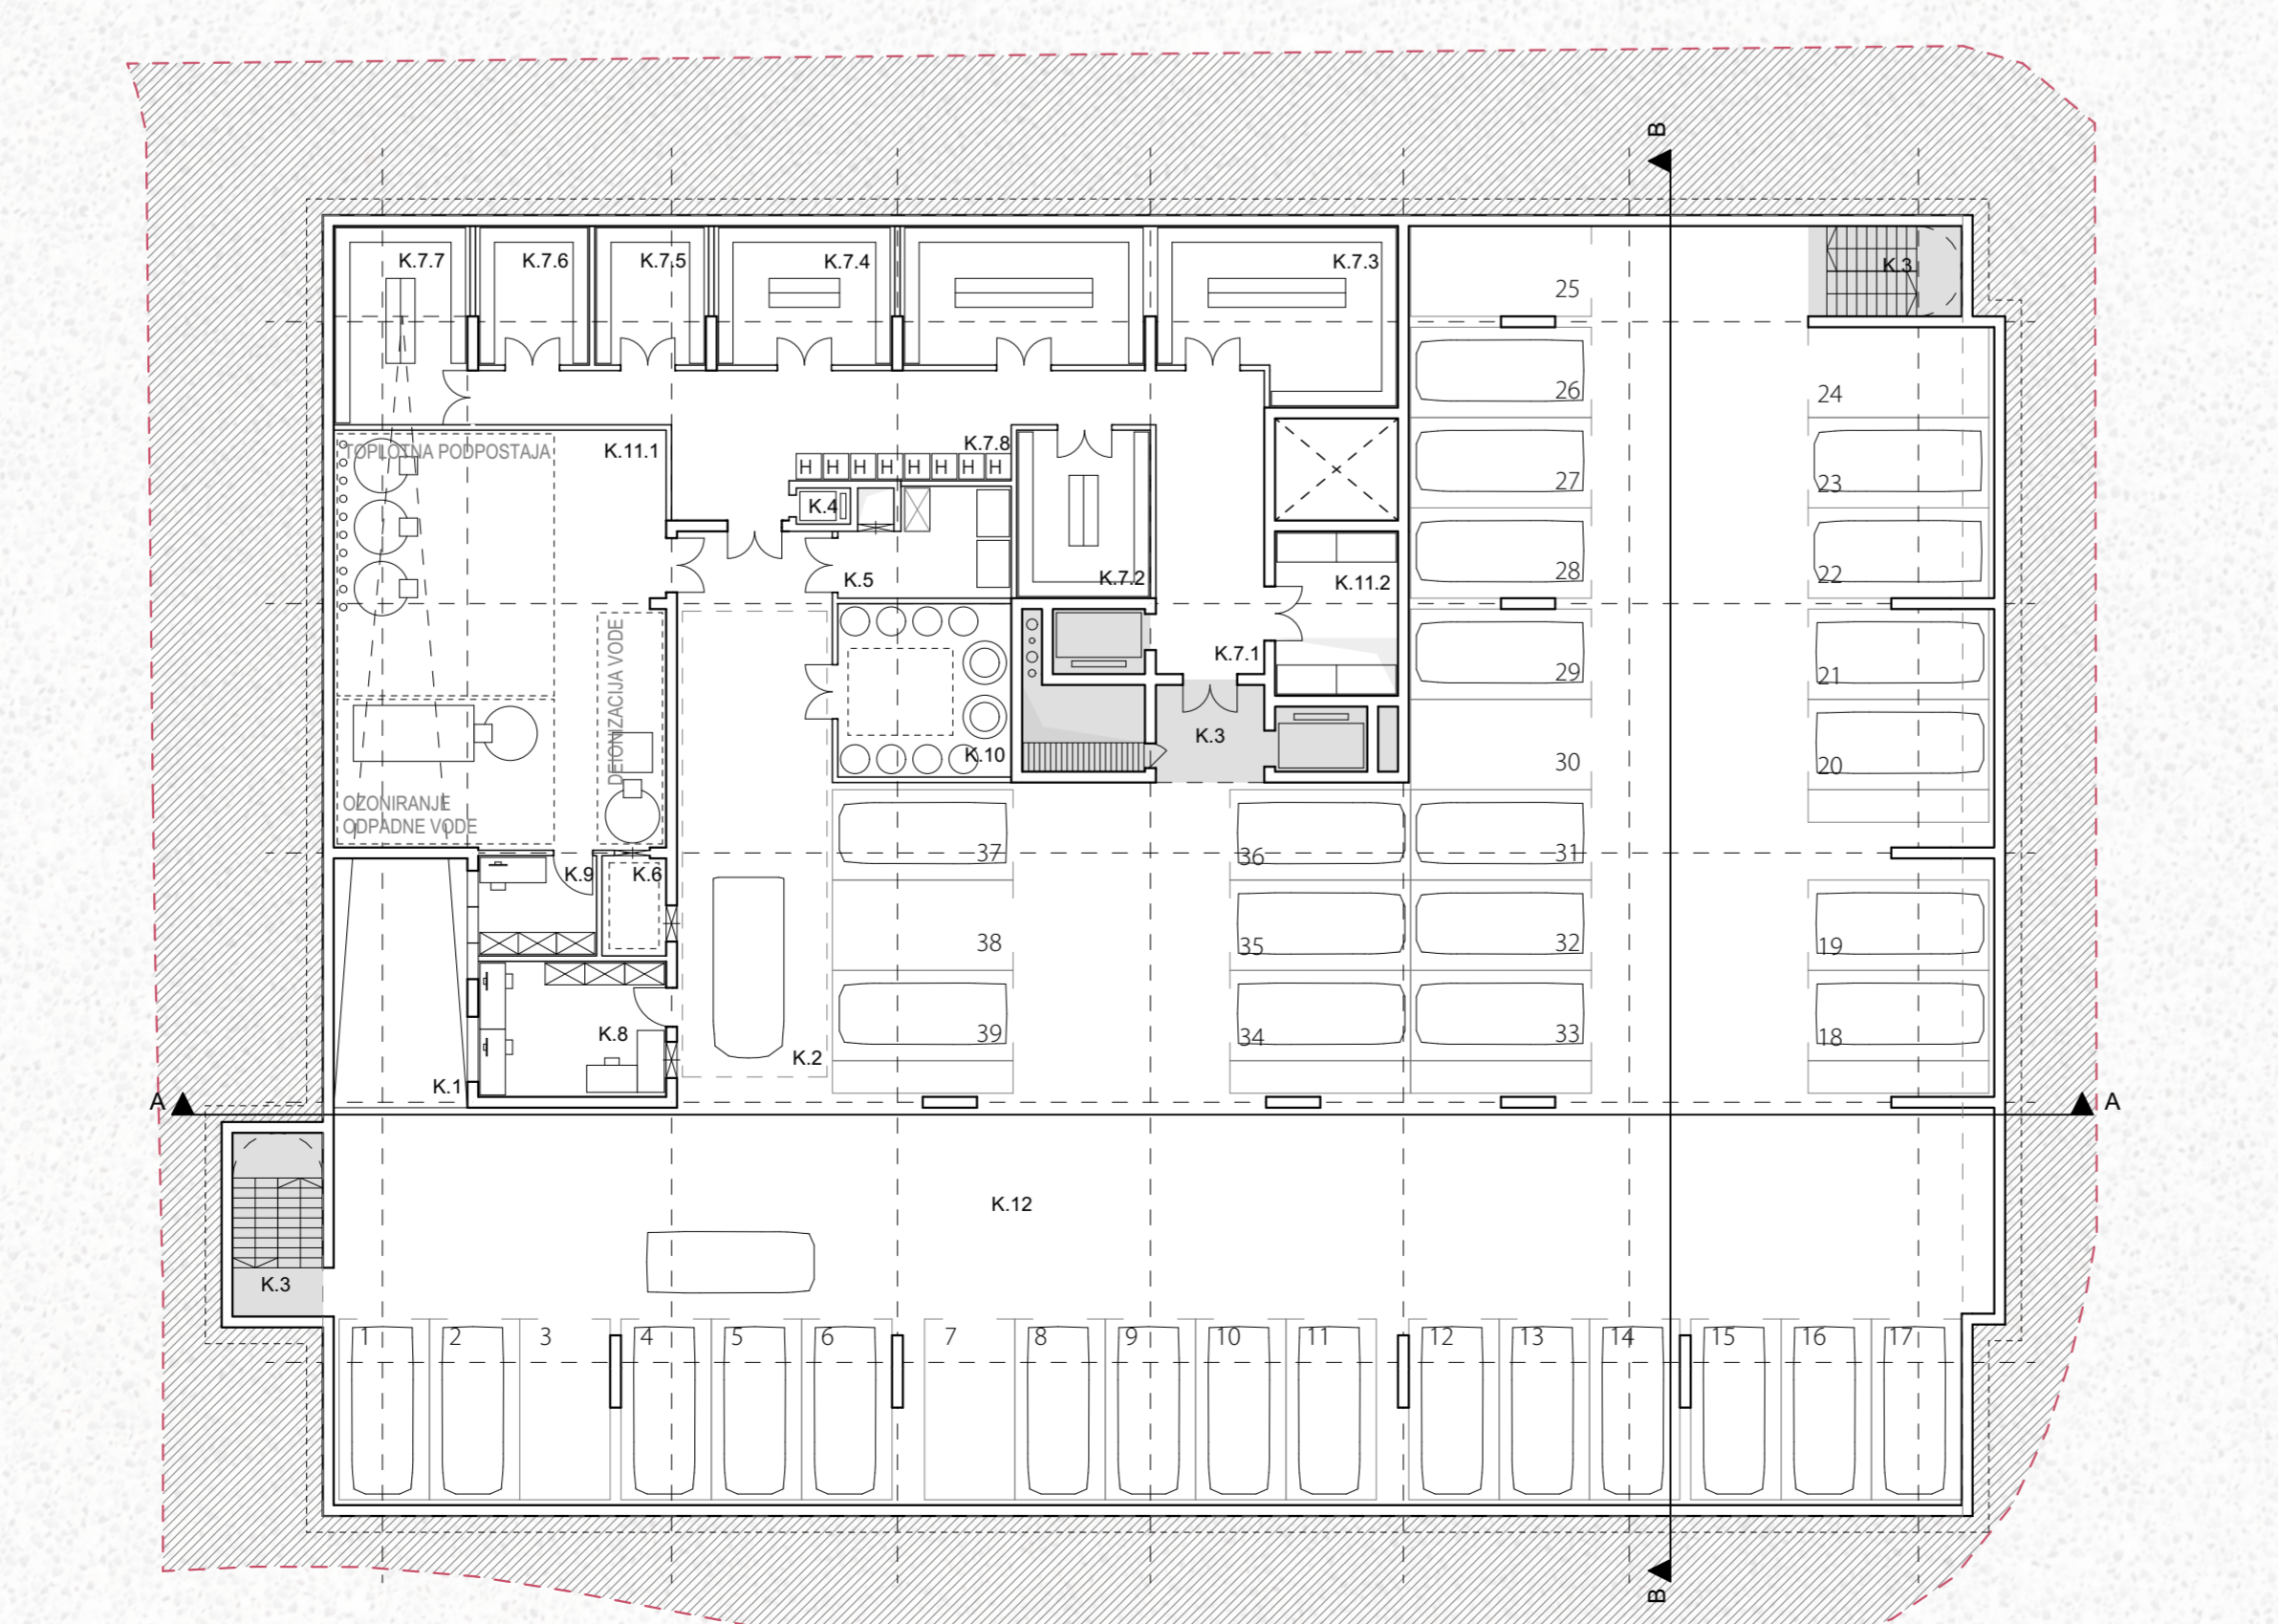 B
K.7.7
K.7.6
K.7.5
K.7.4
K.7.3
K.3
25
26
24
TOPLOTNA PODPOSTAJA
K.11.1
K.7.8
H H H H H H H H
27
23
K.4
K.5
K.7.2
K.11.2
28
22
DEIONIZACIJA VODE
K.7.1
29
21
K.3
K.10
30
20
OZONIRANJE
ODPADNE VODE
37
36
31
K.9
K.6
38
35
32
19
K.8
39
34
33
18
K.2
K.1
A
A
K.12
K.3
1 2 3 4 5 6 7 8 9 10 11 12 13 14 15 16 17
B